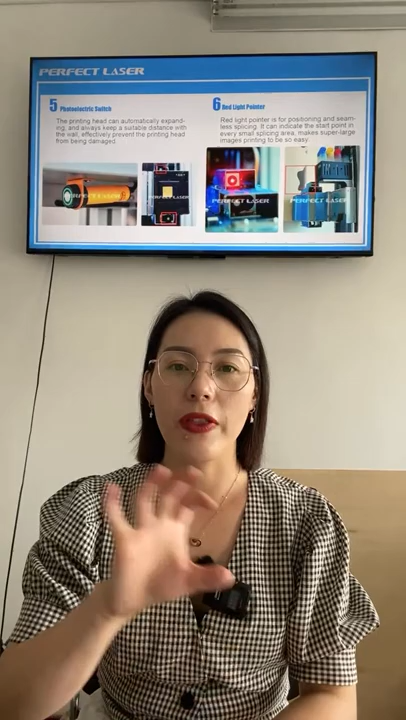 PERFECT LASER
5 Photoelectric Switch
The printing head can automatically expand-
ing, and always keep a suitable distance with
the wall, effectively prevent the printing head
from being damaged.
6 Red Light Pointer
Red light pointer is for positioning and seam-
less splicing. It can indicate the start point in
every small splicing area, makes super-large
images printing to be so easy.
PERFECT LASER
PERFECT LASER
PERFECT LASER
PERFECT LASER